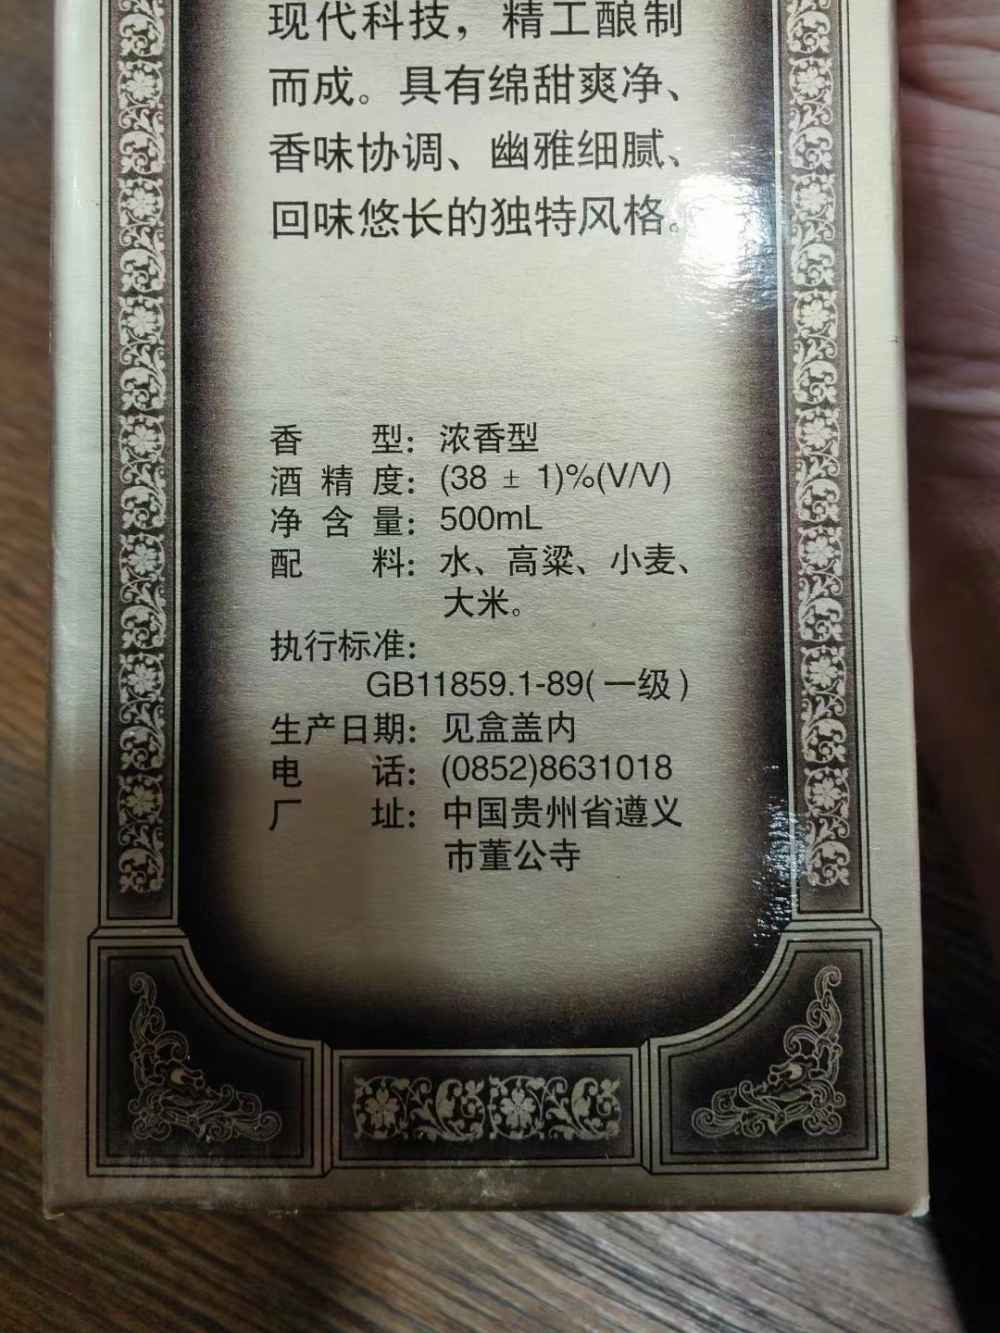 现代科技，精工酿制
而成。具有绵甜爽净、
香味协调、幽雅细腻、
回味悠长的独特风格。
香型：浓香型
酒精度：(38 ± 1)%(V/V)
净含量：500mL
配料：水、高粱、小麦、
大米。
执行标准：
GB11859.1-89(一级)
生产日期：见盒盖内
电话：(0852)8631018
厂址：中国贵州省遵义
市董公寺